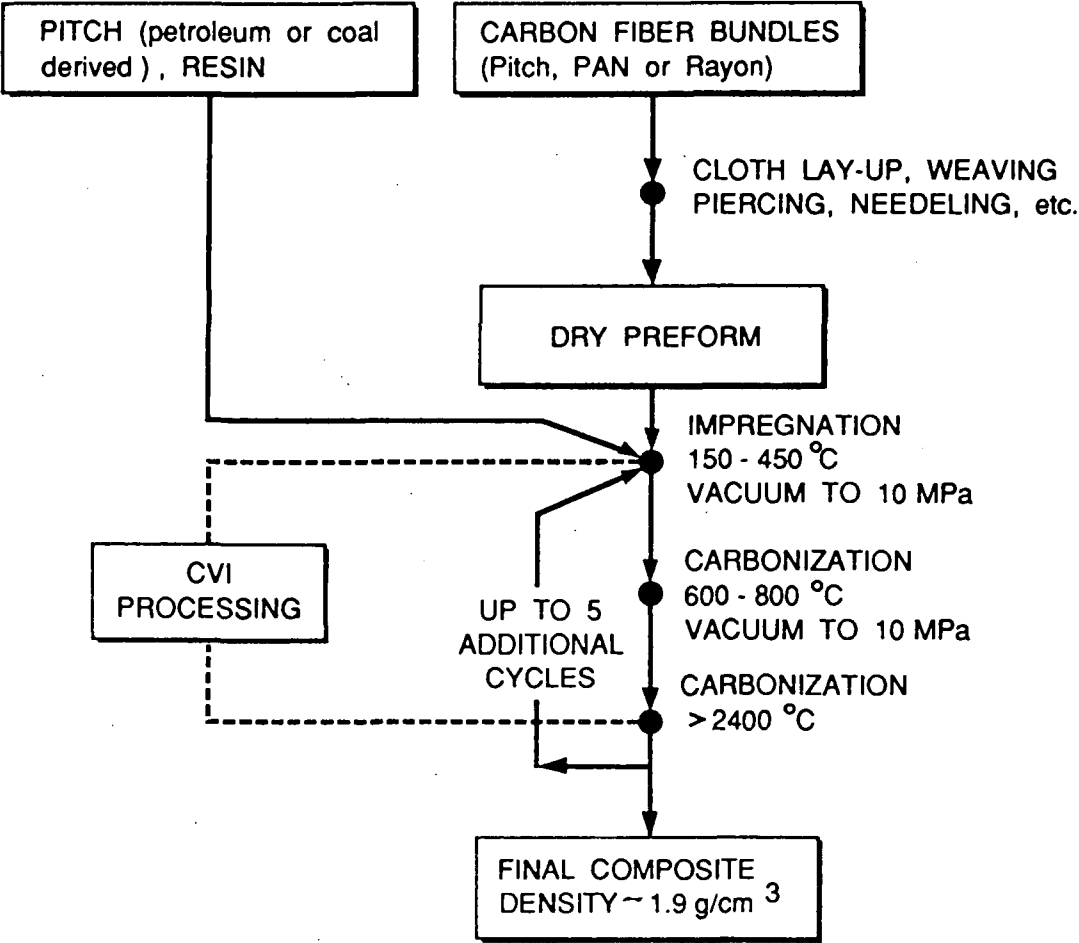 PITCH (petroleum or coal
derived ) , RESIN
CARBON FIBER BUNDLES
(Pitch, PAN or Rayon)
CLOTH LAY-UP, WEAVING
PIERCING, NEEDELING, etc.
DRY PREFORM
IMPREGNATION
150 - 450 °C
VACUUM TO 10 MPa
CVI
PROCESSING
UP TO 5
ADDITIONAL
CYCLES
CARBONIZATION
600 - 800 °C
VACUUM TO 10 MPa
CARBONIZATION
> 2400 °C
FINAL COMPOSITE
DENSITY ~ 1.9 g/cm 3